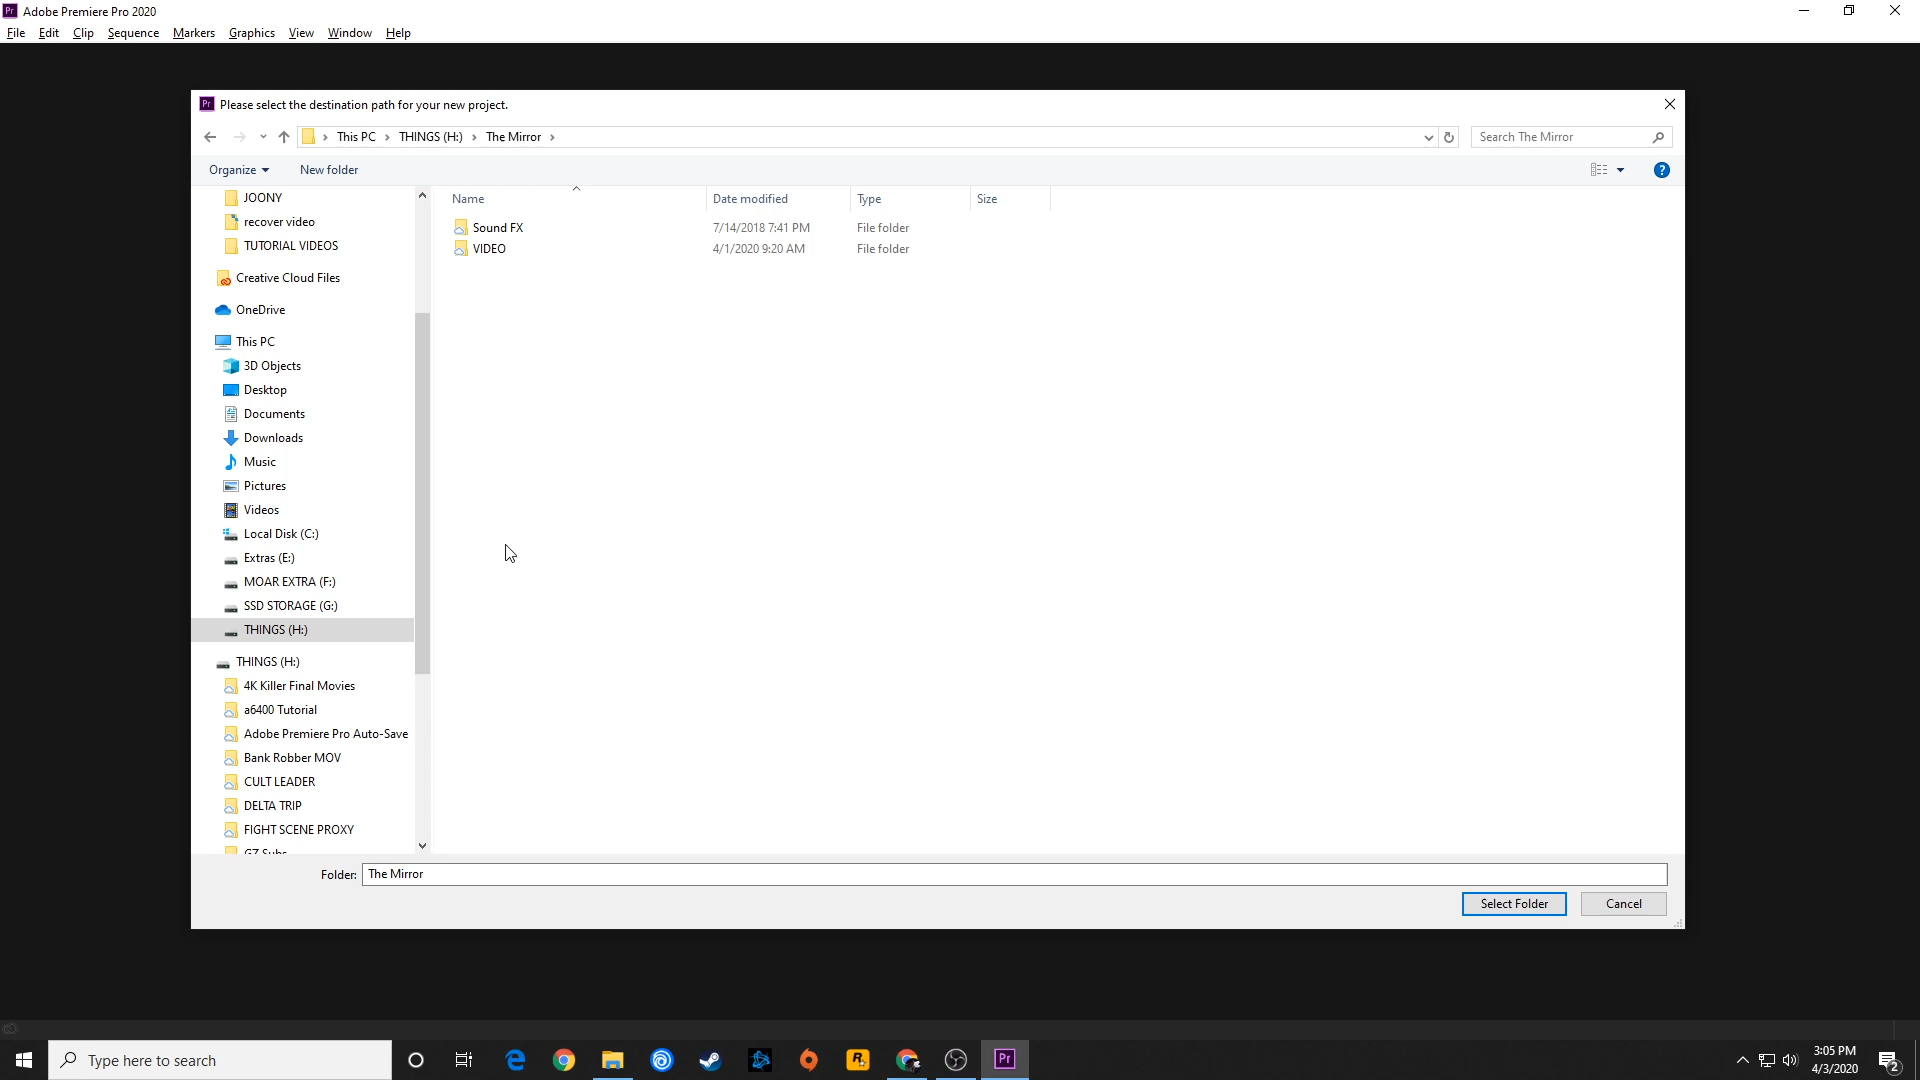 Pr Adobe Premiere Pro 2020
File Edit Clip Sequence Markers Graphics View Window Help
Pr Please select the destination path for your new project.
This PC THINGS (H:) The Mirror
Search The Mirror
Organize New folder
?
Name Date modified Type Size
Sound FX 7/14/2018 7:41 PM File folder
VIDEO 4/1/2020 9:20 AM File folder
JOONY
recover video
TUTORIAL VIDEOS
Creative Cloud Files
OneDrive
This PC
3D Objects
Desktop
Documents
Downloads
Music
Pictures
Videos
Local Disk (C:)
Extras (E:)
MOAR EXTRA (F:)
SSD STORAGE (G:)
THINGS (H:)
THINGS (H:)
4K Killer Final Movies
a6400 Tutorial
Adobe Premiere Pro Auto-Save
Bank Robber MOV
CULT LEADER
DELTA TRIP
FIGHT SCENE PROXY
GZ Subs
Folder: The Mirror
Select Folder Cancel
Type here to search
Pr
3:05 PM
4/3/2020
2